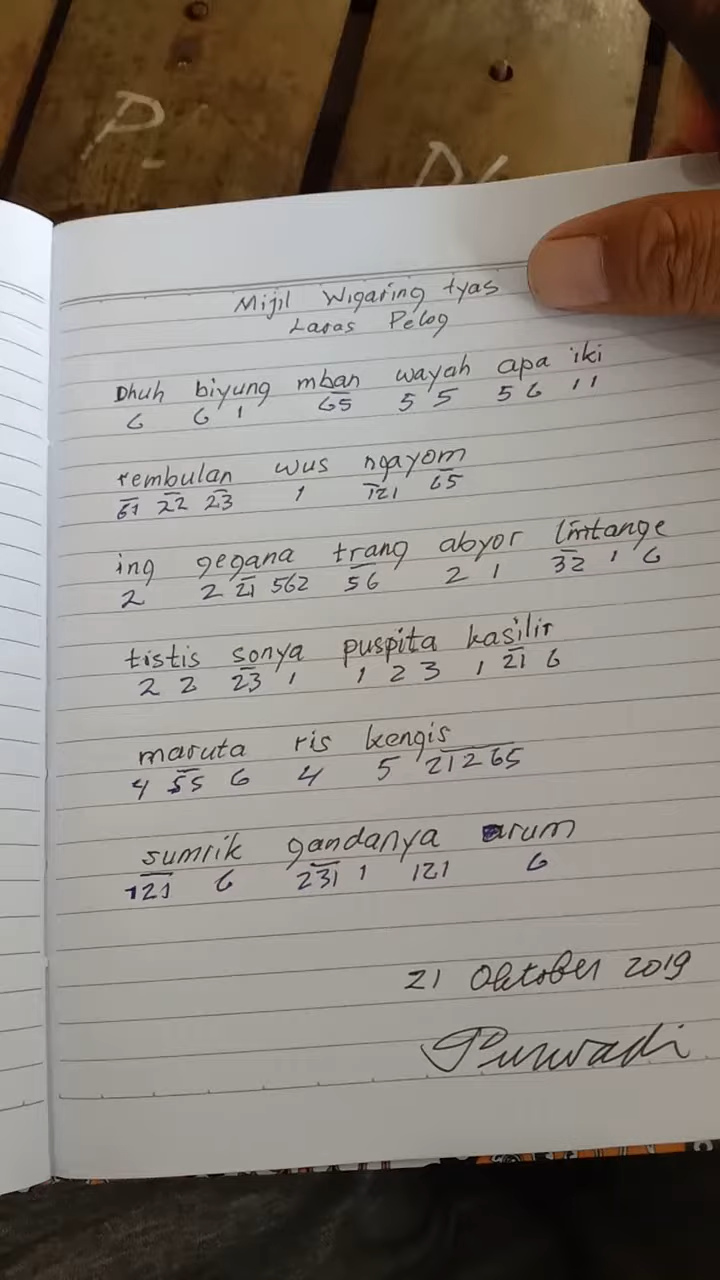 P
Mijil Wigaring tyas
Laras Pelog
Dhuh biyung mban wayah apa iki
6 6 1 65 5 5 5 6 1 1
rembulan wus ngayom
61 22 23 1 121 65
ing gegana trang abyor lintange
2 2 21 562 56 2 1 32 1 6
tistis sonya puspita kasilir
2 2 23 1 1 2 3 1 21 6
maruta ris kengis
4 55 6 4 5 21265
sumrik gandanya arum
121 6 231 1 121 6
21 Oktober 2019
Purwadi